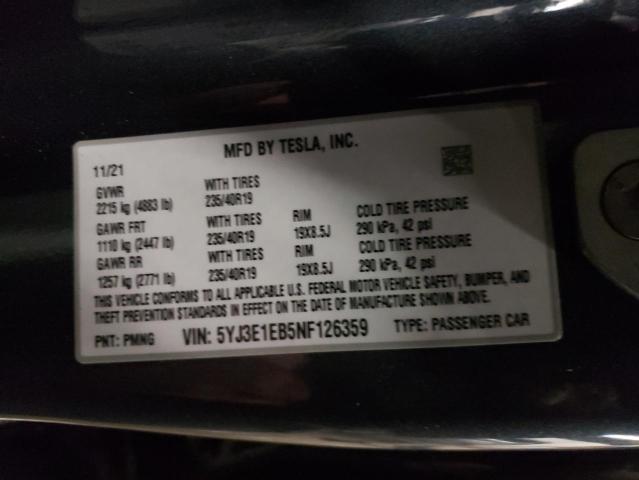 MFD BY TESLA, INC.
11/21
GVWR WITH TIRES
2215 kg (4883 lb) 235/40R19
GAWR FRT WITH TIRES RIM COLD TIRE PRESSURE
1110 kg (2447 lb) 235/40R19 19X8.5J 290 kPa, 42 psi
GAWR RR WITH TIRES RIM COLD TIRE PRESSURE
1257 kg (2771 lb) 235/40R19 19X8.5J 290 kPa, 42 psi
THIS VEHICLE CONFORMS TO ALL APPLICABLE U.S. FEDERAL MOTOR VEHICLE SAFETY, BUMPER, AND
THEFT PREVENTION STANDARDS IN EFFECT ON THE DATE OF MANUFACTURE SHOWN ABOVE.
PNT: PMNG VIN: 5YJ3E1EB5NF126359 TYPE: PASSENGER CAR